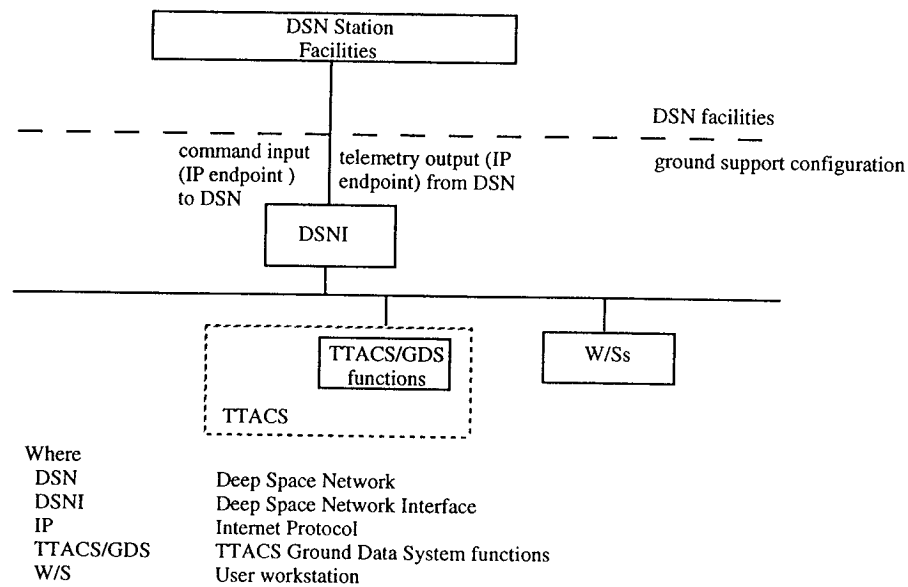 DSN Station
Facilities
DSN facilities
command input
(IP endpoint )
to DSN
telemetry output (IP
endpoint) from DSN
ground support configuration
DSNI
TTACS/GDS
functions
W/Ss
TTACS
Where
DSN Deep Space Network
DSNI Deep Space Network Interface
IP Internet Protocol
TTACS/GDS TTACS Ground Data System functions
W/S User workstation